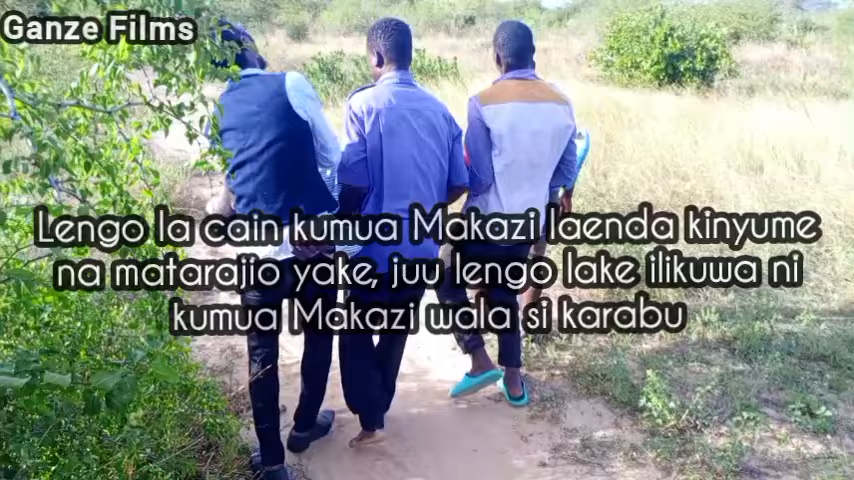 Ganze Films
Lengo la cain kumua Makazi laenda kinyume
na matarajio yake, juu lengo lake ilikuwa ni
kumua Makazi wala si karabu